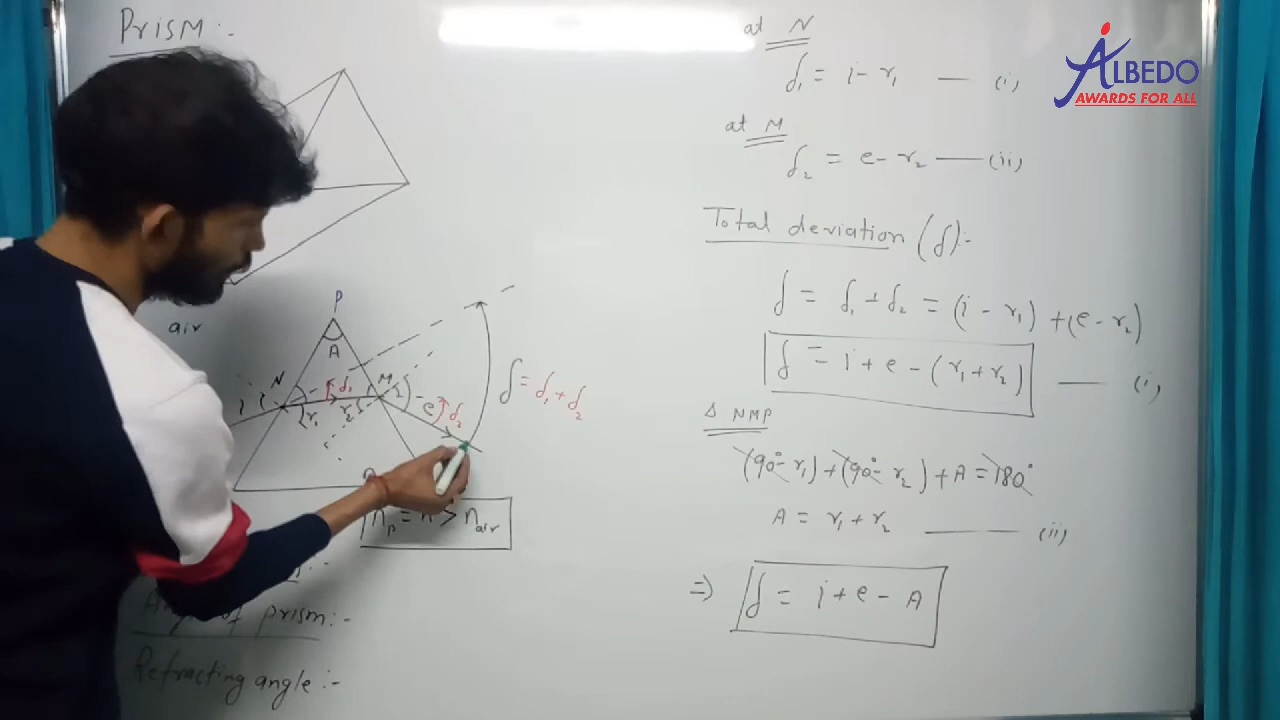 Prism :-
air
P
A
N
M
i
i
r₁
r₂
δ₁
e
δ₂
δ = δ₁ + δ₂
> n_air
Refracting angle :-
at N
δ₁ = i - r₁ — (i)
at M
δ₂ = e - r₂ — (ii)
Total deviation (δ) :-
δ = δ₁ + δ₂ = (i - r₁) + (e - r₂)
δ = i + e - (r₁ + r₂) — (i)
Δ NMP
(90° - r₁) + (90° - r₂) + A = 180°
A = r₁ + r₂ — (ii)
⇒ δ = i + e - A
of prism :-
ALBEDO
AWARDS FOR ALL